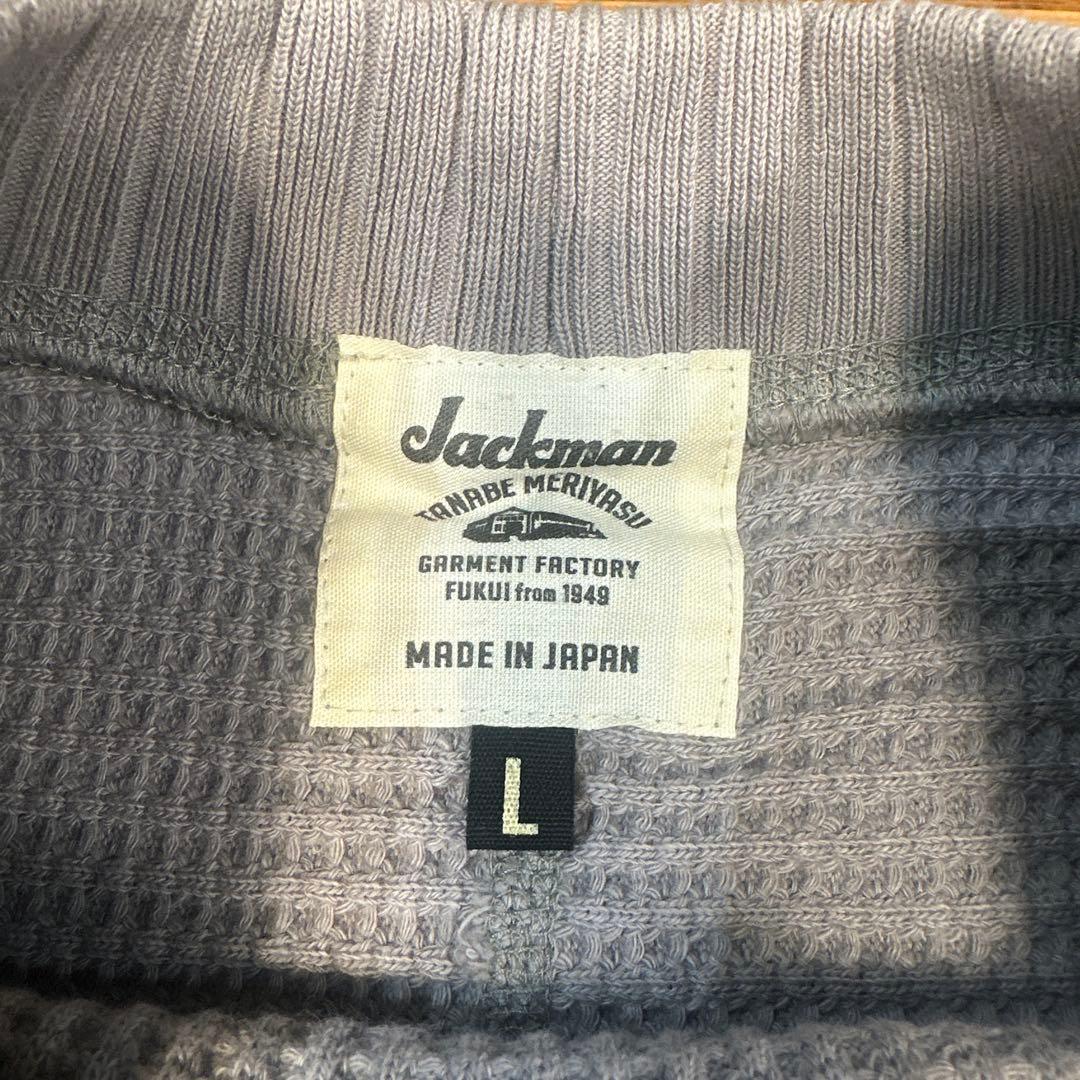 Jackman
TANABE MERIYASU
GARMENT FACTORY
FUKUI from 1949
MADE IN JAPAN
L